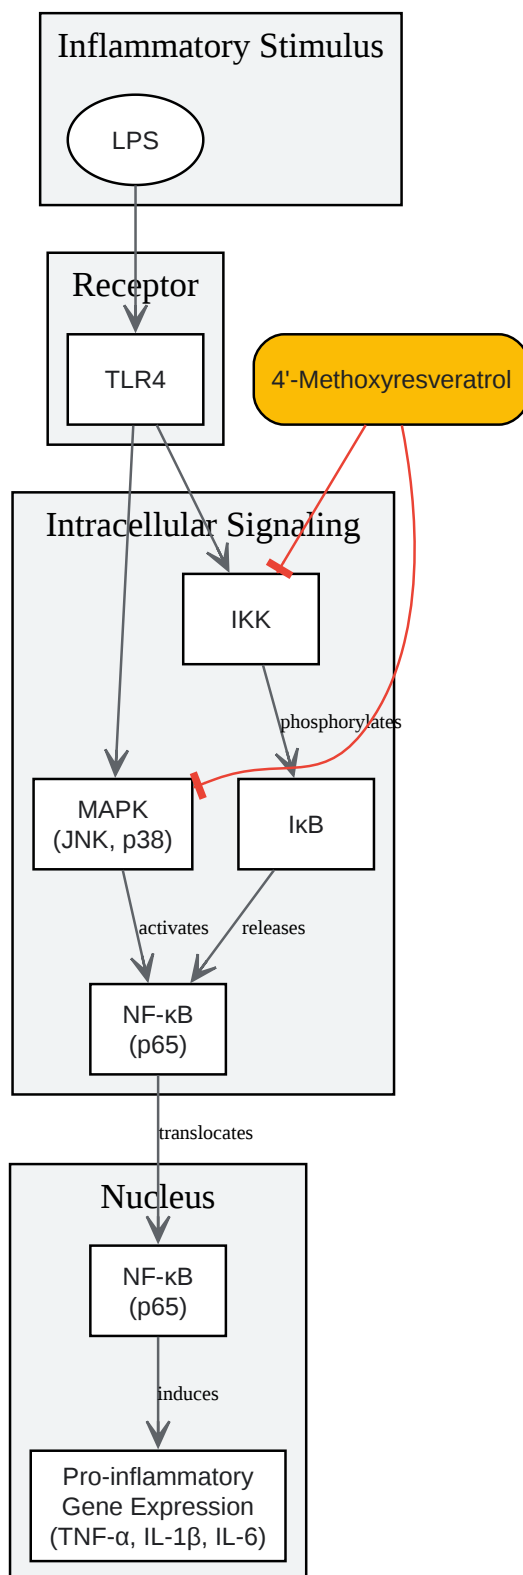 Inflammatory Stimulus
LPS
Receptor
TLR4
4'-Methoxyresveratrol
Intracellular Signaling
IKK
phosphorylates
MAPK
(JNK, p38)
IκB
activates
releases
NF-κB
(p65)
translocates
Nucleus
NF-κB
(p65)
induces
Pro-inflammatory
Gene Expression
(TNF-α, IL-1β, IL-6)